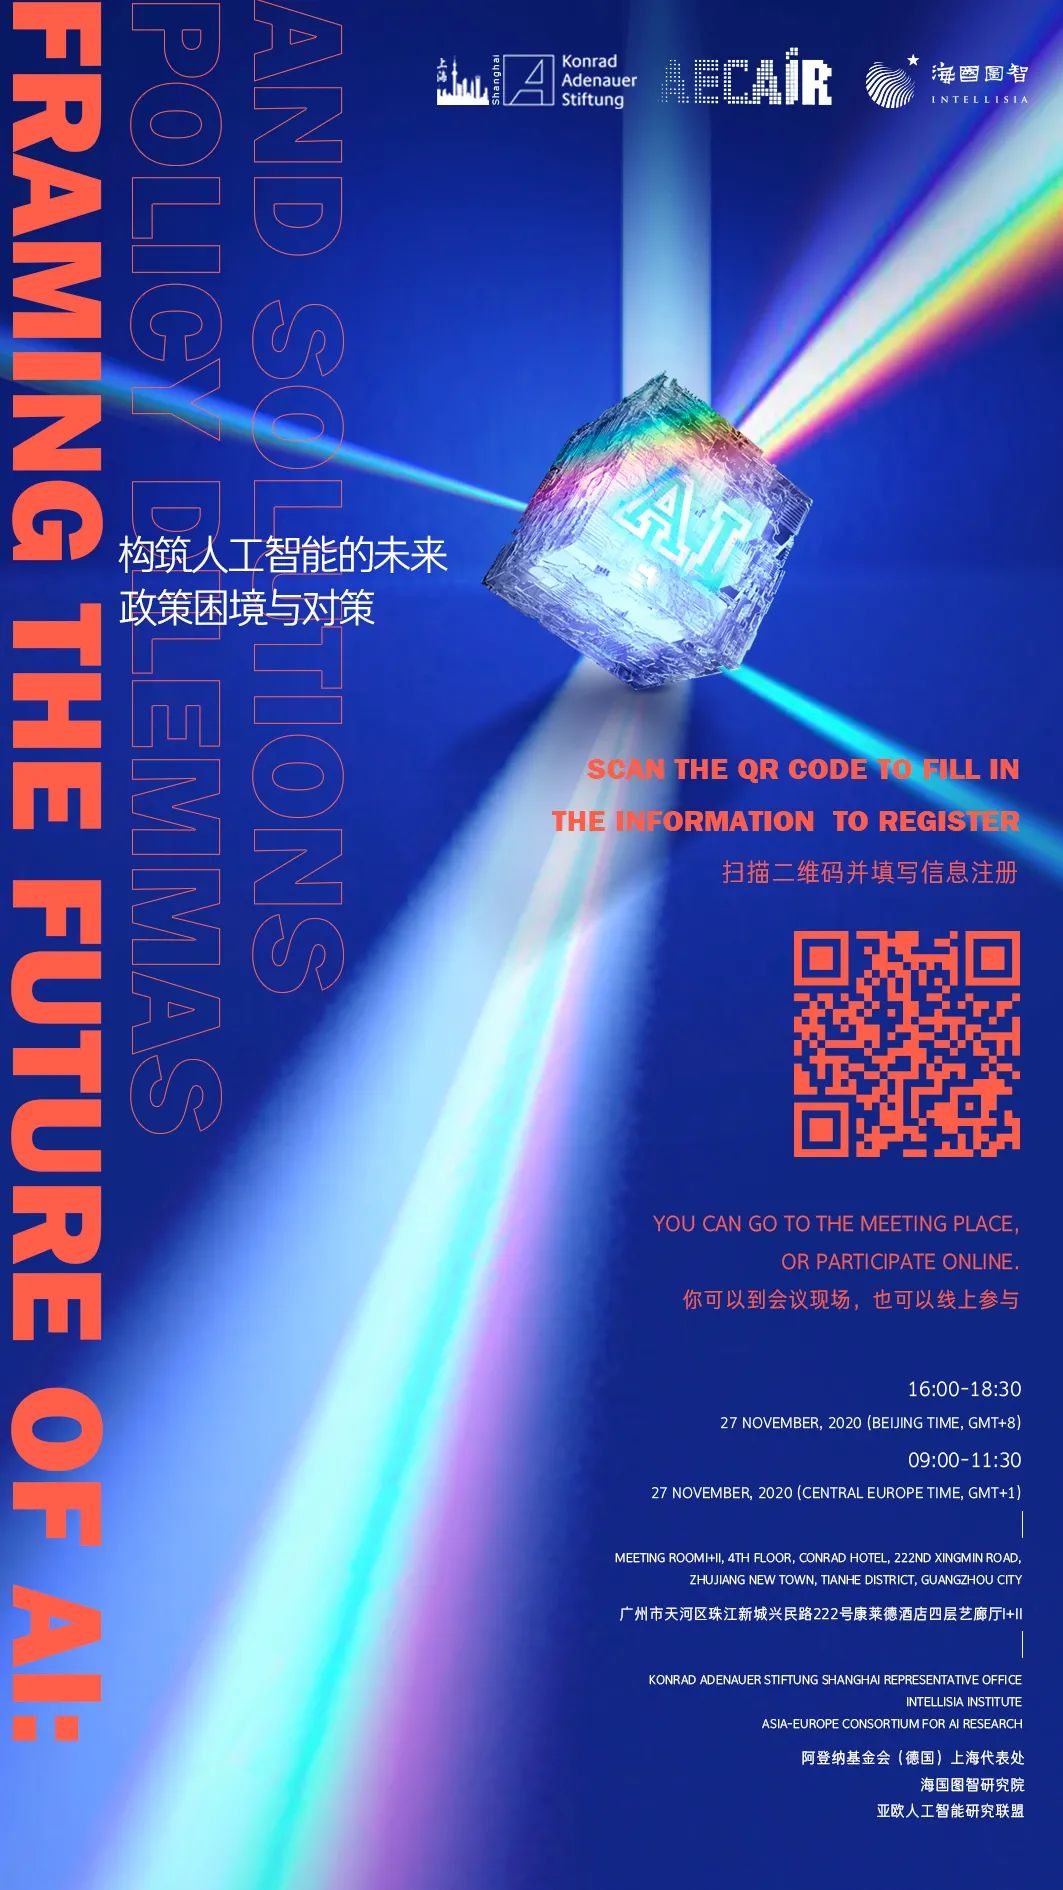 FRAMING THE FUTURE OF AI:
POLICY DILEMMAS
AND SOLUTIONS
上海
Shanghai
Konrad
Adenauer
Stiftung
AECAIR
海國圖智
INTELLISIA
AI
构筑人工智能的未来
政策困境与对策
SCAN THE QR CODE TO FILL IN
THE INFORMATION TO REGISTER
扫描二维码并填写信息注册
YOU CAN GO TO THE MEETING PLACE,
OR PARTICIPATE ONLINE.
你可以到会议现场，也可以线上参与
16:00-18:30
27 NOVEMBER, 2020 (BEIJING TIME, GMT+8)
09:00-11:30
27 NOVEMBER, 2020 (CENTRAL EUROPE TIME, GMT+1)
MEETING ROOMI+II, 4TH FLOOR, CONRAD HOTEL, 222ND XINGMIN ROAD,
ZHUJIANG NEW TOWN, TIANHE DISTRICT, GUANGZHOU CITY
广州市天河区珠江新城兴民路222号康莱德酒店四层艺廊厅I+II
KONRAD ADENAUER STIFTUNG SHANGHAI REPRESENTATIVE OFFICE
INTELLISIA INSTITUTE
ASIA-EUROPE CONSORTIUM FOR AI RESEARCH
阿登纳基金会（德国）上海代表处
海国图智研究院
亚欧人工智能研究联盟